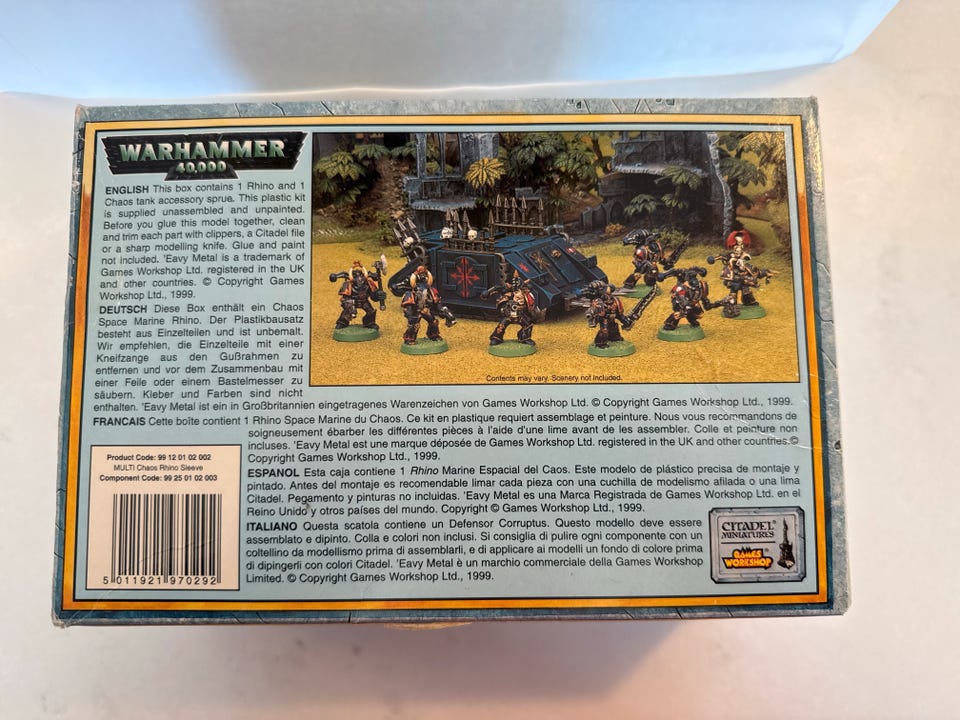 WARHAMMER
40,000
ENGLISH This box contains 1 Rhino and 1
Chaos tank accessory sprue. This plastic kit
is supplied unassembled and unpainted.
Before you glue this model together, clean
and trim each part with clippers, a Citadel file
or a sharp modelling knife. Glue and paint
not included. 'Eavy Metal is a trademark of
Games Workshop Ltd. registered in the UK
and other countries. © Copyright Games
Workshop Ltd., 1999.
DEUTSCH Diese Box enthält ein Chaos
Space Marine Rhino. Der Plastikbausatz
besteht aus Einzelteilen und ist unbemalt.
Wir empfehlen, die Einzelteile mit einer
Kneifzange aus den Gußrahmen zu
entfernen und vor dem Zusammenbau mit
einer Feile oder einem Bastelmesser zu
säubern. Kleber und Farben sind nicht
enthalten. 'Eavy Metal ist ein in Großbritannien eingetragenes Warenzeichen von Games Workshop Ltd. © Copyright Games Workshop Ltd., 1999.
Contents may vary. Scenery not included.
FRANCAIS Cette boîte contient 1 Rhino Space Marine du Chaos. Ce kit en plastique requiert assemblage et peinture. Nous vous recommandons de
soigneusement ébarber les différentes pièces à l'aide d'une lime avant de les assembler. Colle et peinture non
incluses. 'Eavy Metal est une marque déposée de Games Workshop Ltd. registered in the UK and other countries.©
Copyright Games Workshop Ltd., 1999.
ESPANOL Esta caja contiene 1 Rhino Marine Espacial del Caos. Este modelo de plástico precisa de montaje y
pintado. Antes del montaje es recomendable limar cada pieza con una cuchilla de modelismo afilada o una lima
Citadel. Pegamento y pinturas no incluidas. 'Eavy Metal es una Marca Registrada de Games Workshop Ltd. en el
Reino Unido y otros países del mundo. Copyright © Games Workshop Ltd., 1999.
ITALIANO Questa scatola contiene un Defensor Corruptus. Questo modello deve essere
assemblato e dipinto. Colla e colori non inclusi. Si consiglia di pulire ogni componente con un
coltellino da modellismo prima di assemblarli, e di applicare ai modelli un fondo di colore prima
di dipingerli con colori Citadel. 'Eavy Metal è un marchio commerciale della Games Workshop
Limited. © Copyright Games Workshop Ltd., 1999.
Product Code: 99 12 01 02 002
MULTI Chaos Rhino Sleeve
Component Code: 99 25 01 02 003
5 011921 970292
CITADEL
MINIATURES
GAMES
WORKSHOP